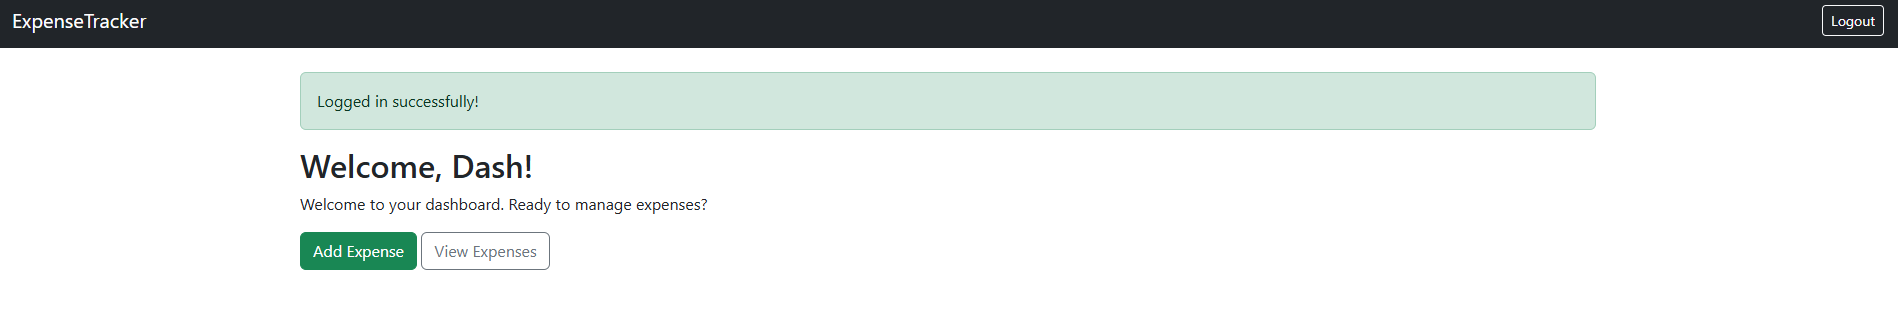 ExpenseTracker
Logout
Logged in successfully!
Welcome, Dash!
Welcome to your dashboard. Ready to manage expenses?
Add Expense
View Expenses